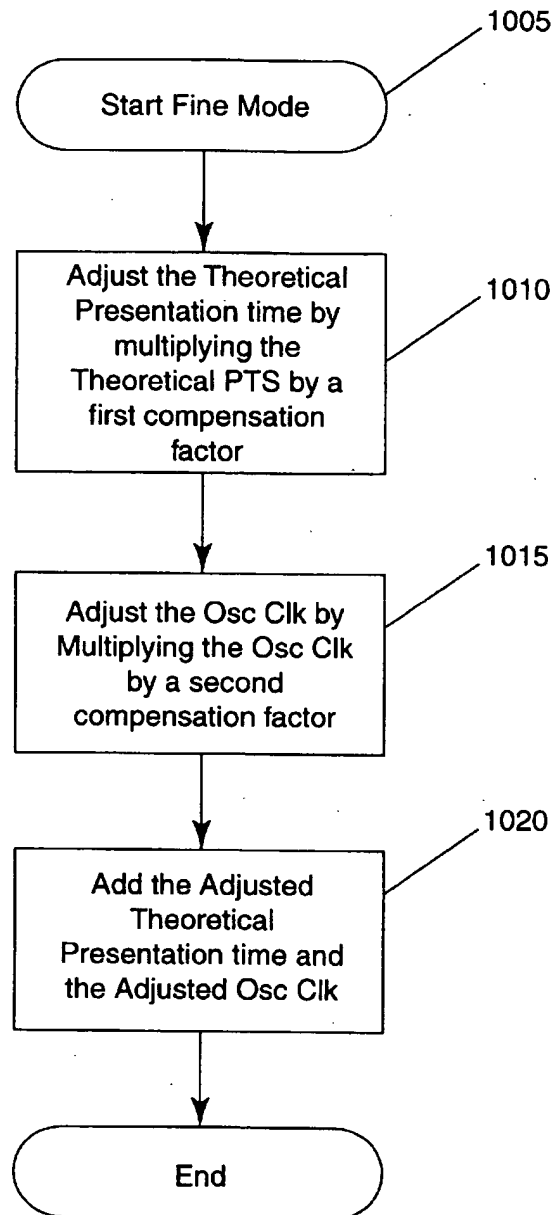 1005
Start Fine Mode
1010
Adjust the Theoretical
Presentation time by
multiplying the
Theoretical PTS by a
first compensation
factor
1015
Adjust the Osc Clk by
Multiplying the Osc Clk
by a second
compensation factor
1020
Add the Adjusted
Theoretical
Presentation time and
the Adjusted Osc Clk
End